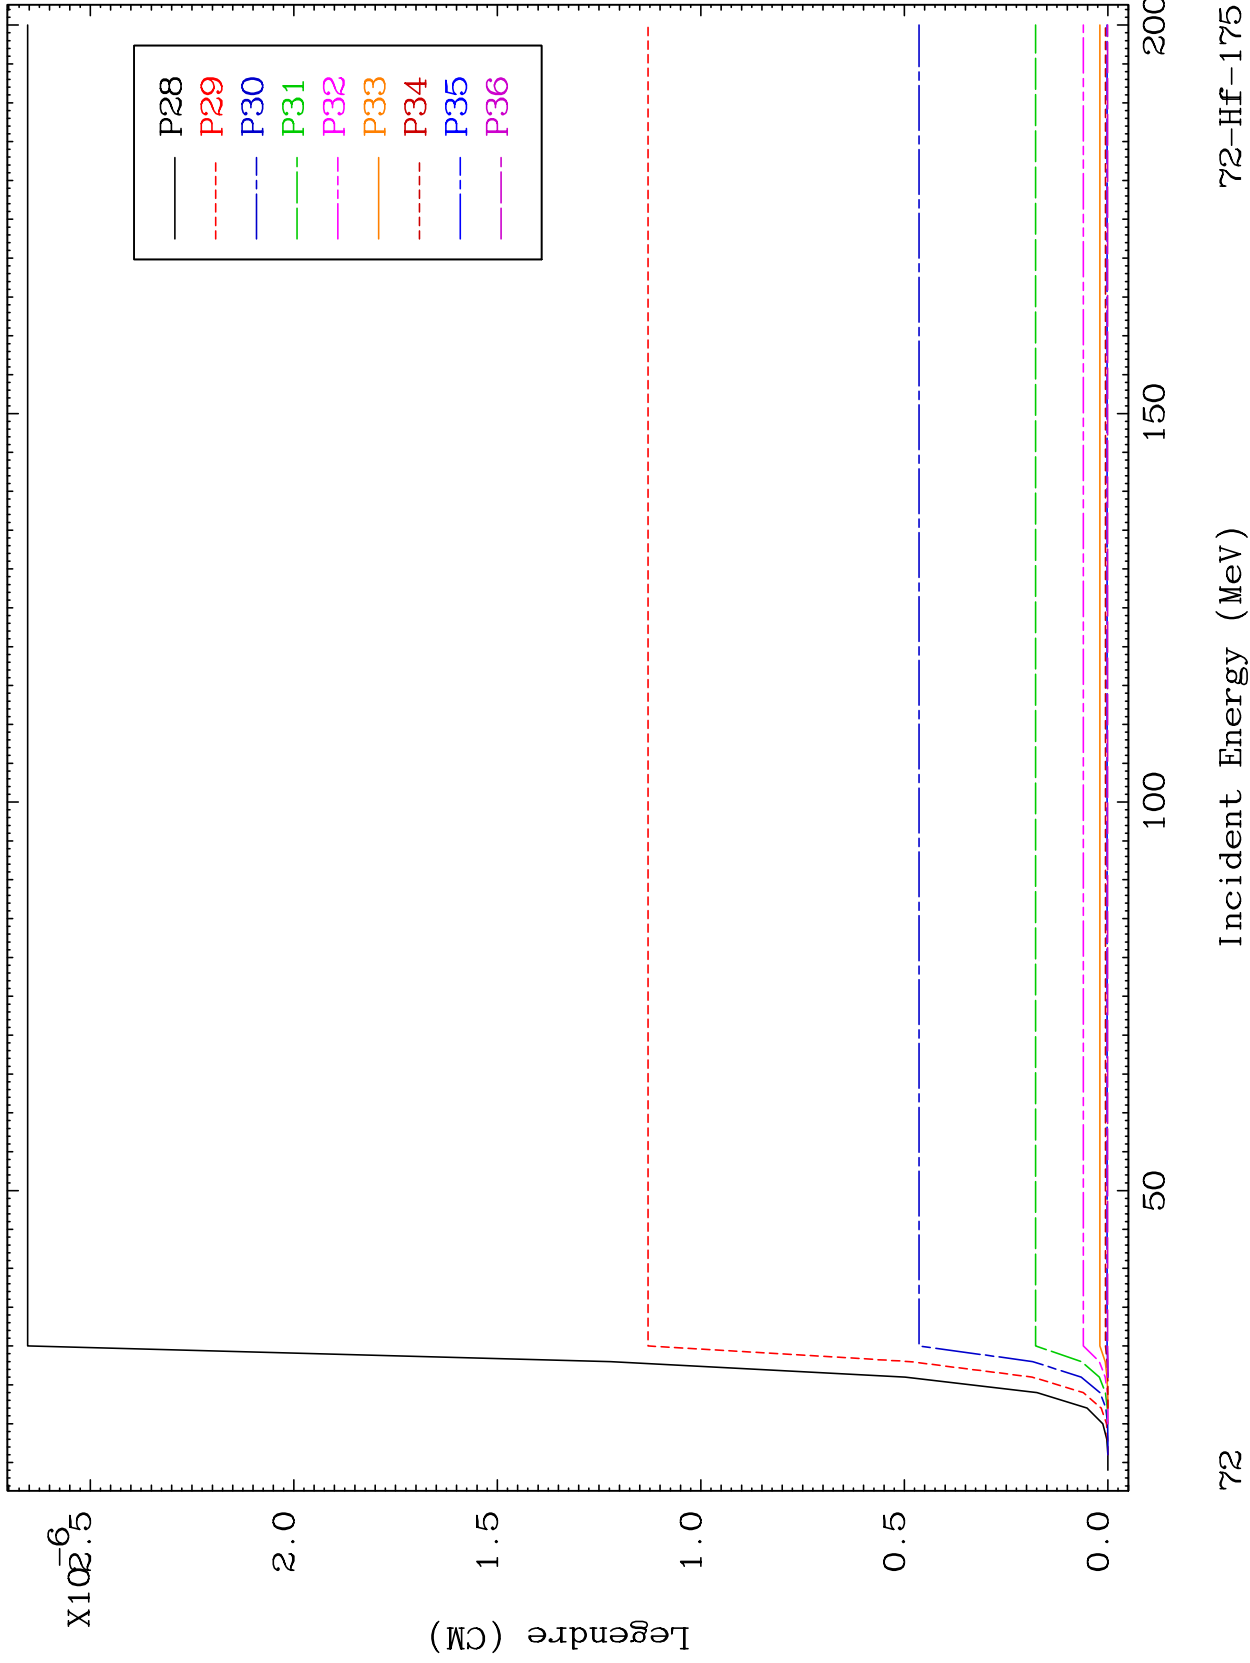 X10-6
2.5
2.0
1.5
1.0
0.5
0.0
Legendre (CM)
P28
P29
P30
P31
P32
P33
P34
P35
P36
50
100
150
200
72
Incident Energy (MeV)
72-Hf-175